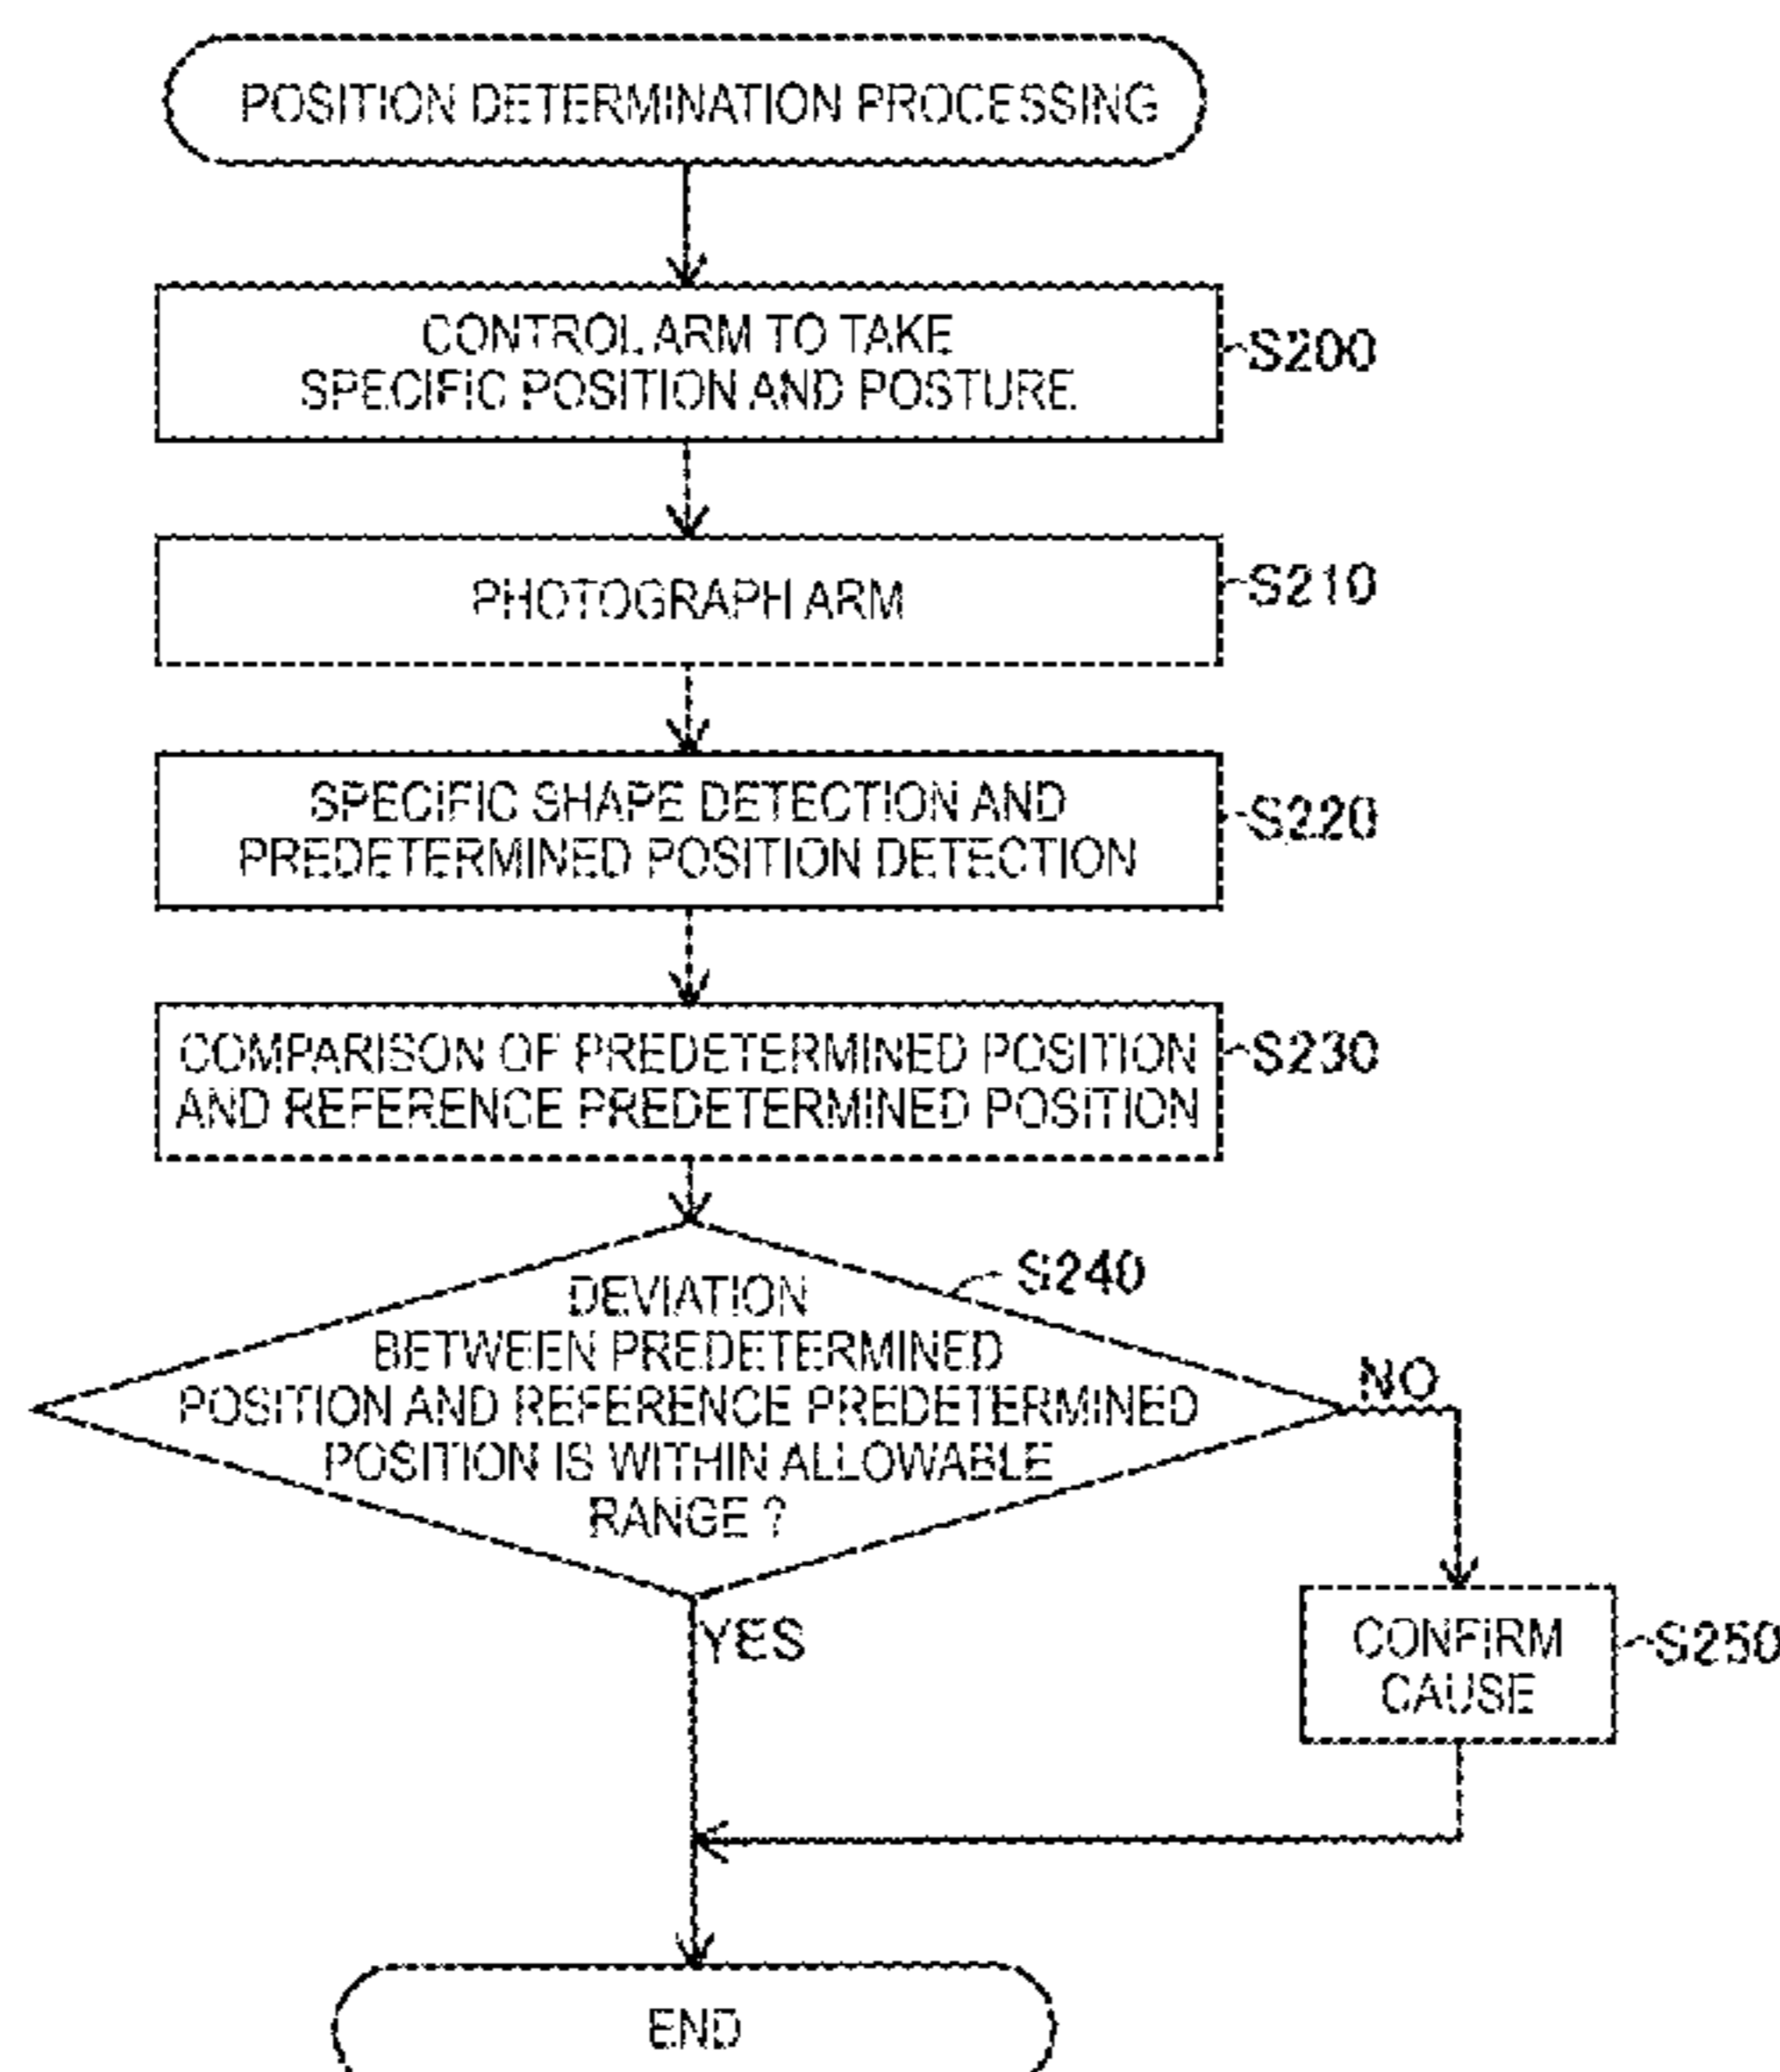 POSITION DETERMINATION PROCESSING
CONTROL ARM TO TAKE
SPECIFIC POSITION AND POSTURE
S200
PHOTOGRAPH ARM
S210
SPECIFIC SHAPE DETECTION AND
PREDETERMINED POSITION DETECTION
S220
COMPARISON OF PREDETERMINED POSITION
AND REFERENCE PREDETERMINED POSITION
S230
S240
DEVIATION
BETWEEN PREDETERMINED
POSITION AND REFERENCE PREDETERMINED
POSITION IS WITHIN ALLOWABLE
RANGE ?
NO
YES
CONFIRM
CAUSE
S250
END